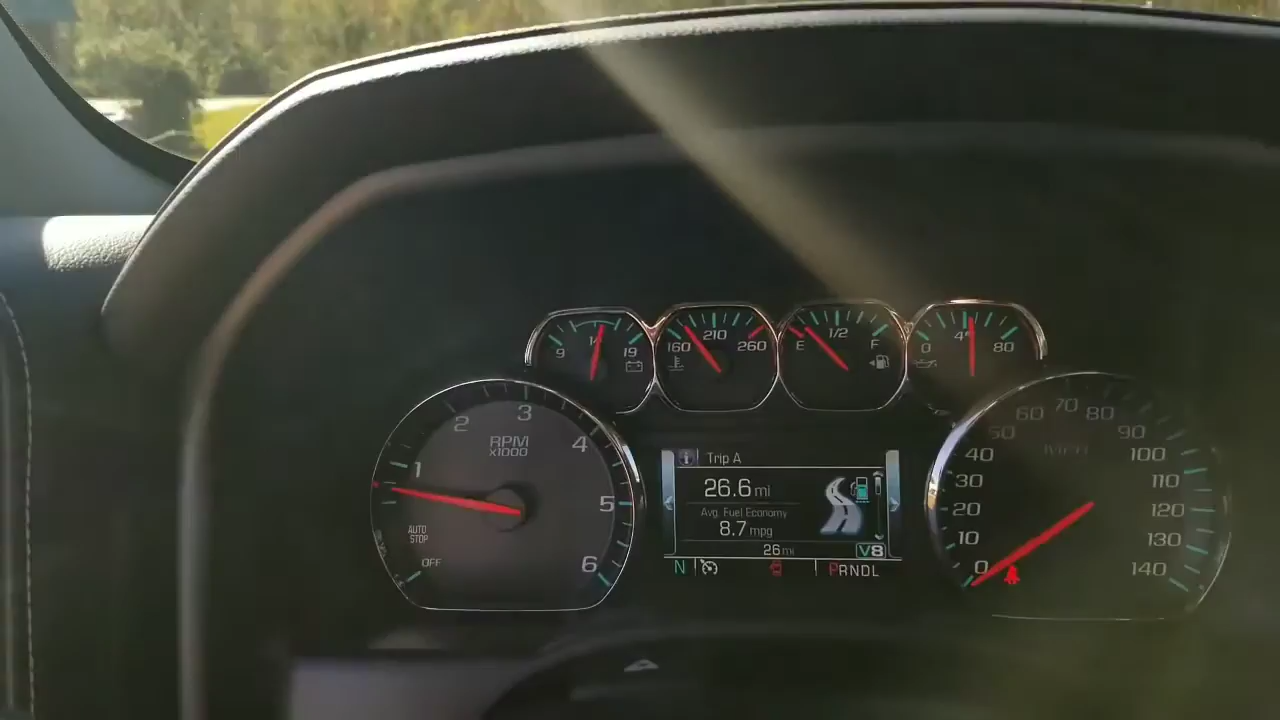 9 14 19
160 210 260
E 1/2 F
0 80
RPM
x1000
1 2 3 4 5 6
AUTO
STOP
OFF
Trip A
26.6 mi
Avg. Fuel Economy
8.7 mpg
26 mi
V8
N
PRNDL
MPH
0 10 20 30 40 50 60 70 80 90 100 110 120 130 140